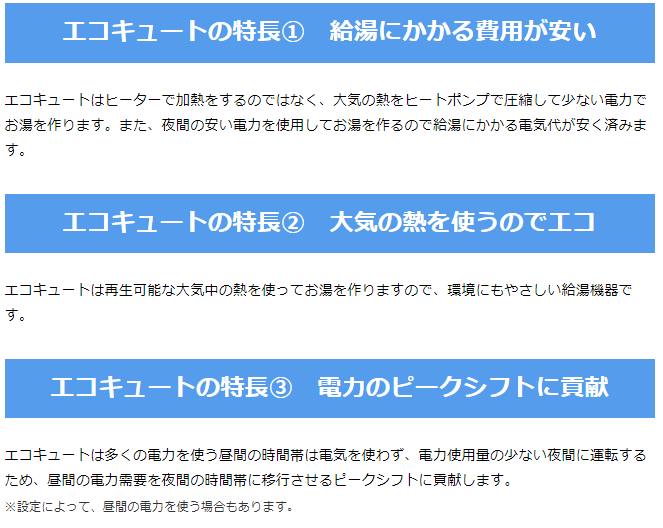 エコキュートの特長①　給湯にかかる費用が安い
エコキュートはヒーターで加熱をするのではなく、大気の熱をヒートポンプで圧縮して少ない電力で
お湯を作ります。また、夜間の安い電力を使用してお湯を作るので給湯にかかる電気代が安く済みま
す。
エコキュートの特長②　大気の熱を使うのでエコ
エコキュートは再生可能な大気中の熱を使ってお湯を作りますので、環境にもやさしい給湯機器で
す。
エコキュートの特長③　電力のピークシフトに貢献
エコキュートは多くの電力を使う昼間の時間帯は電気を使わず、電力使用量の少ない夜間に運転する
ため、昼間の電力需要を夜間の時間帯に移行させるピークシフトに貢献します。
※設定によって、昼間の電力を使う場合もあります。